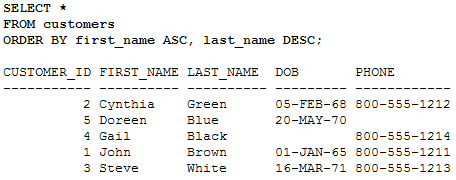 SELECT *
FROM customers
ORDER BY first_name ASC, last_name DESC;
CUSTOMER_ID FIRST_NAME LAST_NAME  DOB       PHONE
----------- ---------- ---------- --------- ------------
          2 Cynthia    Green      05-FEB-68 800-555-1212
          5 Doreen     Blue       20-MAY-70
          4 Gail       Black                800-555-1214
          1 John       Brown      01-JAN-65 800-555-1211
          3 Steve      White      16-MAR-71 800-555-1213